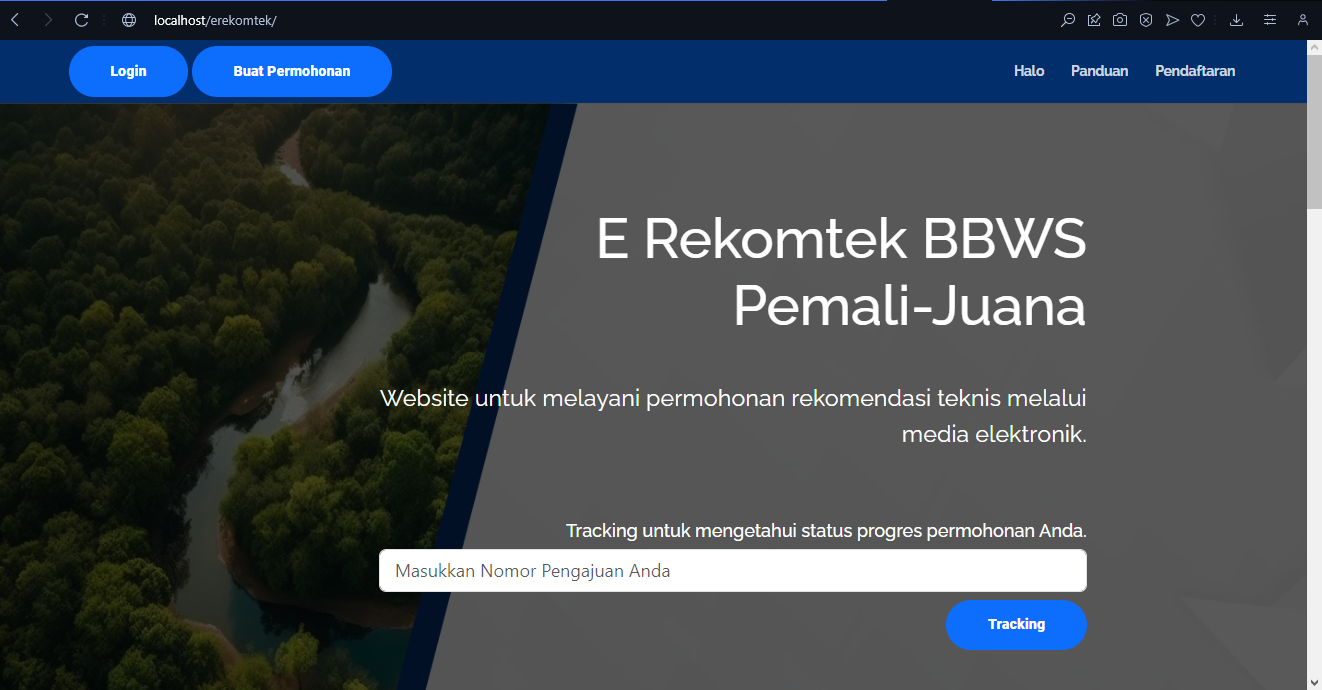 localhost/erekomtek/
Login Buat Permohonan Halo Panduan Pendaftaran
E Rekomtek BBWS
Pemali-Juana
Website untuk melayani permohonan rekomendasi teknis melalui
media elektronik.
Tracking untuk mengetahui status progres permohonan Anda.
Masukkan Nomor Pengajuan Anda
Tracking